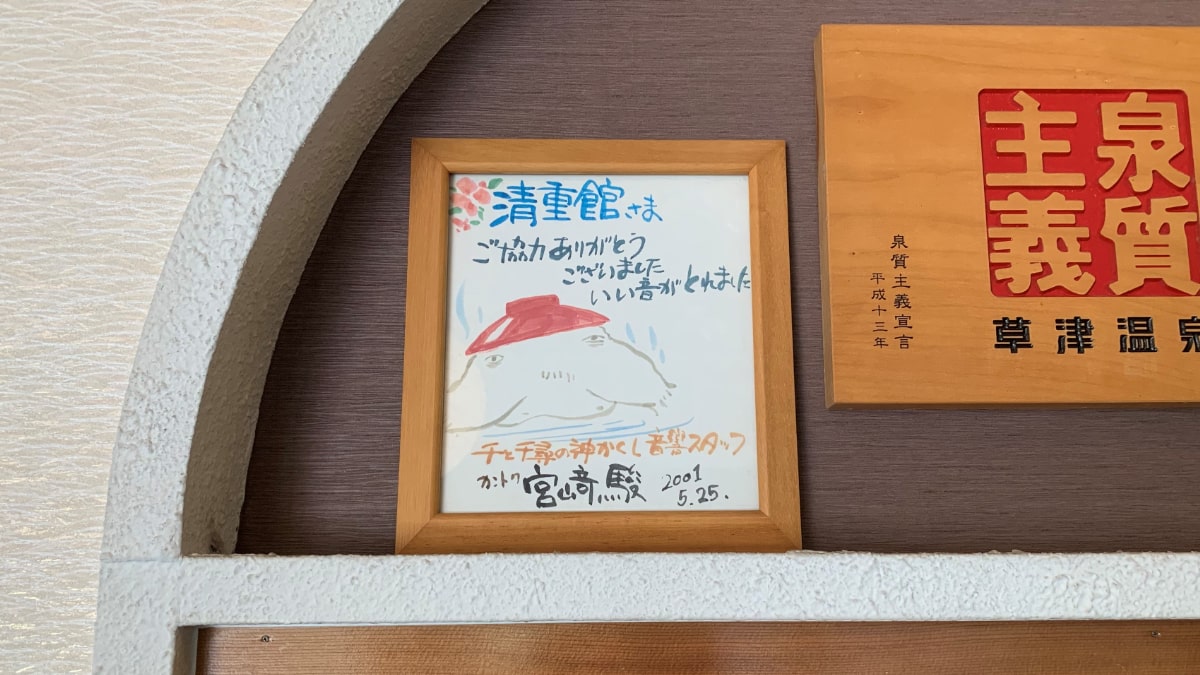 清重館さま
ご協力ありがとう
ございました
いい音がとれました
千と千尋の神かくし音響スタッフ
カントク 宮﨑駿 2001
5.25.
泉質
主義
草津温泉
泉質主義宣言
平成十三年